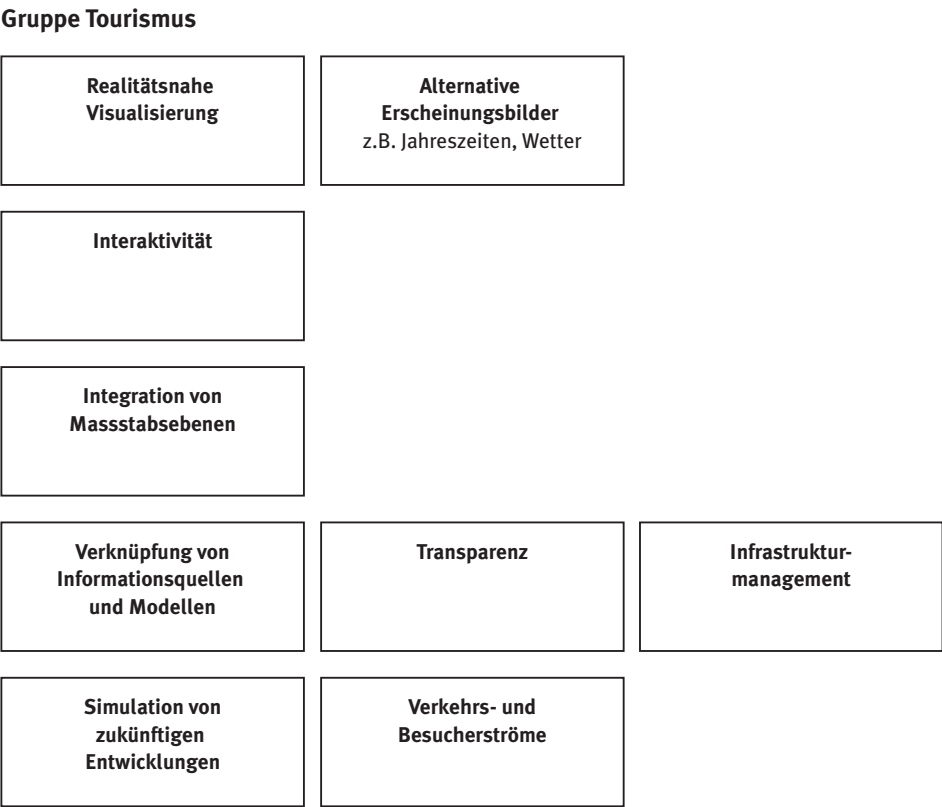 Gruppe Tourismus
Realitätsnahe
Visualisierung
Alternative
Erscheinungsbilder
z.B. Jahreszeiten, Wetter
Interaktivität
Integration von
Massstabsebenen
Verknüpfung von
Informationsquellen
und Modellen
Transparenz
Infrastruktur-
management
Simulation von
zukünftigen
Entwicklungen
Verkehrs- und
Besucherströme